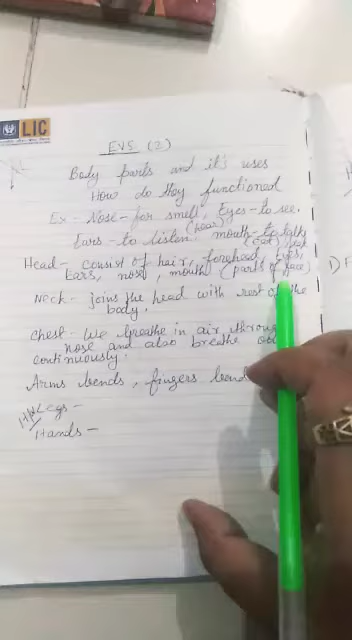 LIC
EVS (2)
Body parts and it's uses
How do they functioned
Ex- Nose- for smell, Eyes- to see.
(hear)
Ears- to listen. mouth- to talk
(eat)
Head- consist of hair, forehead, Eyes,
Ears, nose, mouth (parts of face)
Neck- joins the head with rest of the
body.
Chest- We breathe in air through
nose and also breathe
continuously.
Arms bends, fingers bend
H/W Legs-
Hands-
1)